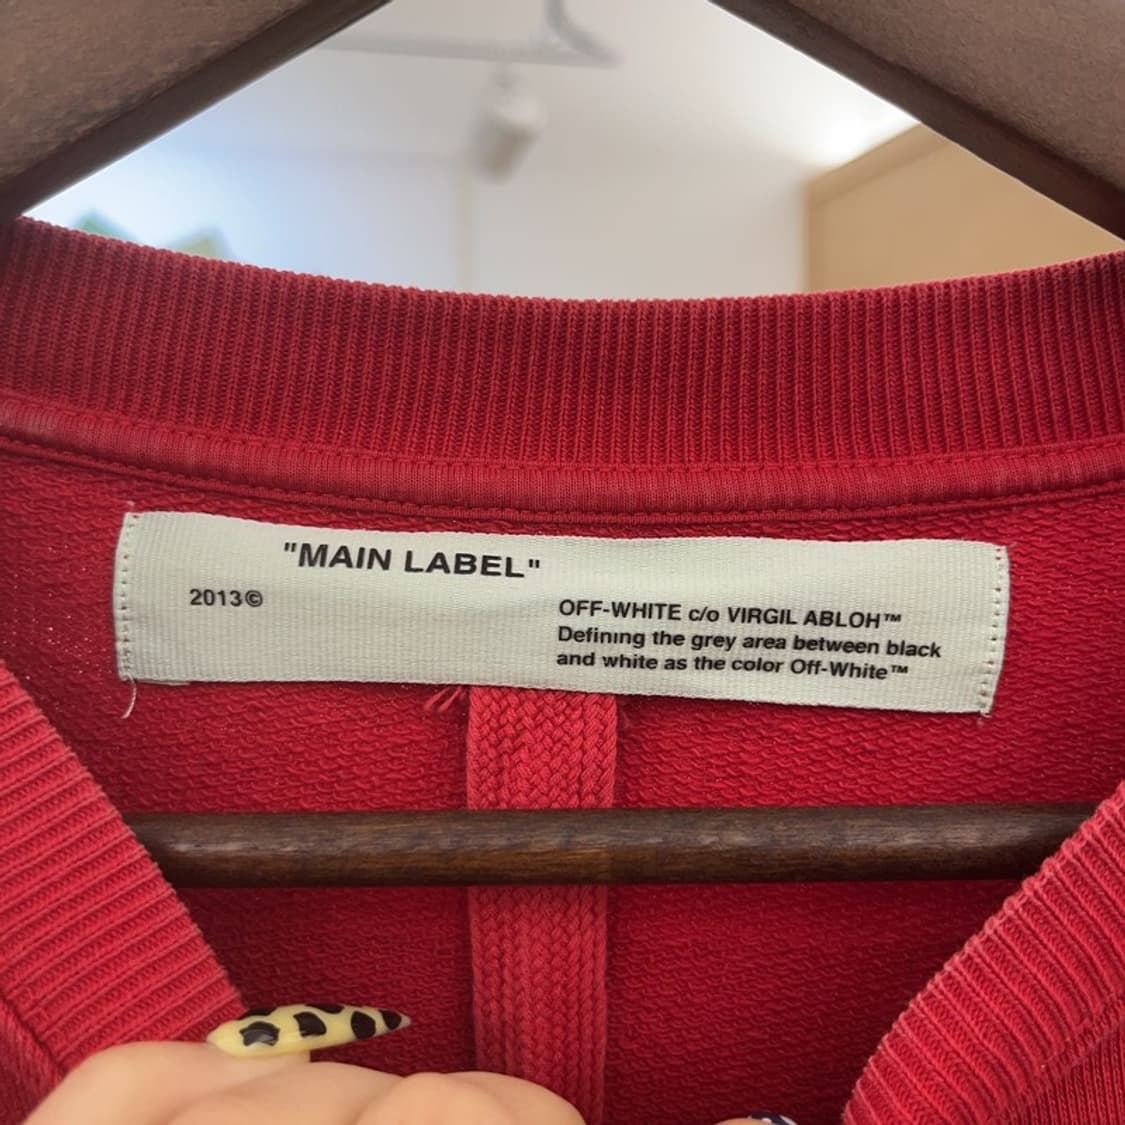 "MAIN LABEL"
2013©
OFF-WHITE c/o VIRGIL ABLOH™
Defining the grey area between black
and white as the color Off-White™